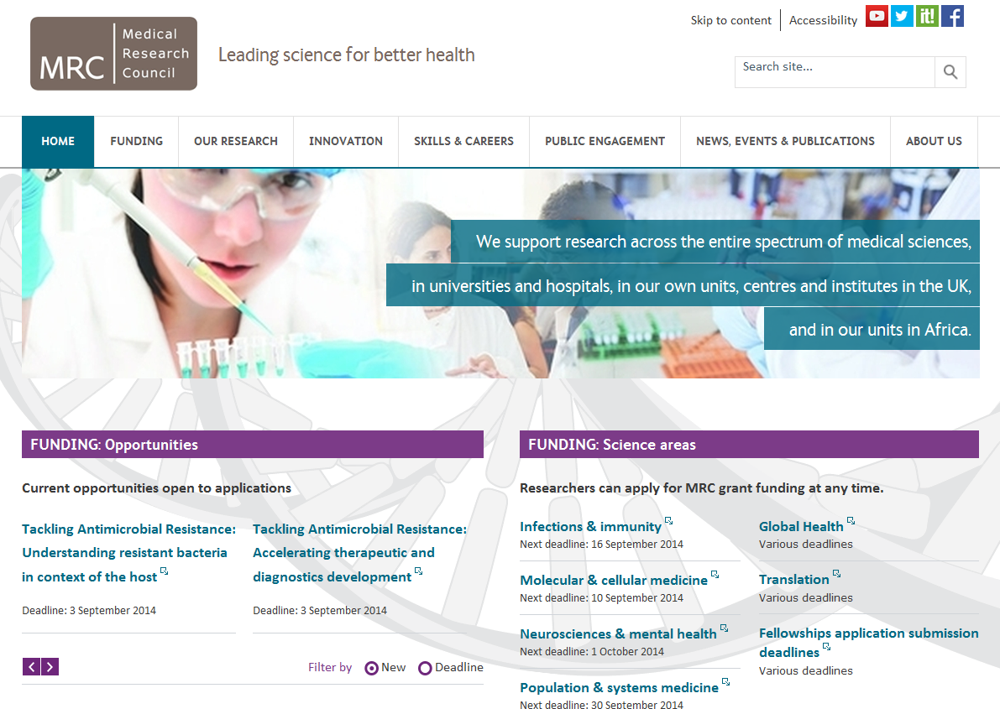 MRC
Medical
Research
Council
Leading science for better health
Skip to content
Accessibility
it!
Search site...
HOME
FUNDING
OUR RESEARCH
INNOVATION
SKILLS & CAREERS
PUBLIC ENGAGEMENT
NEWS, EVENTS & PUBLICATIONS
ABOUT US
We support research across the entire spectrum of medical sciences,
in universities and hospitals, in our own units, centres and institutes in the UK,
and in our units in Africa.
FUNDING: Opportunities
Current opportunities open to applications
Tackling Antimicrobial Resistance:
Understanding resistant bacteria
in context of the host
Deadline: 3 September 2014
Tackling Antimicrobial Resistance:
Accelerating therapeutic and
diagnostics development
Deadline: 3 September 2014
Filter by
New
Deadline
FUNDING: Science areas
Researchers can apply for MRC grant funding at any time.
Infections & immunity
Next deadline: 16 September 2014
Molecular & cellular medicine
Next deadline: 10 September 2014
Neurosciences & mental health
Next deadline: 1 October 2014
Population & systems medicine
Next deadline: 30 September 2014
Global Health
Various deadlines
Translation
Various deadlines
Fellowships application submission
deadlines
Various deadlines